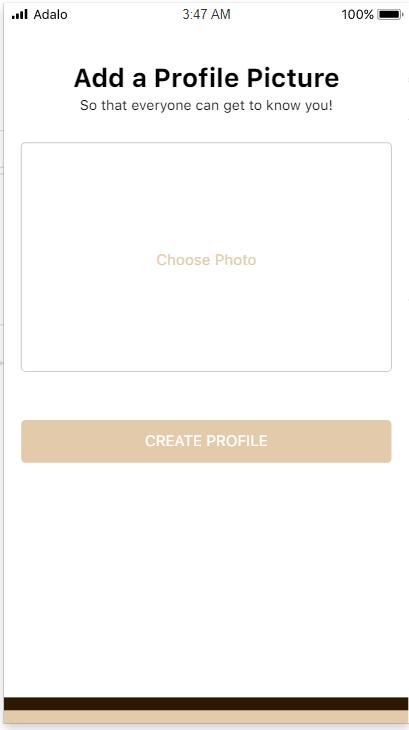 Adalo 3:47 AM 100%
Add a Profile Picture
So that everyone can get to know you!
Choose Photo
CREATE PROFILE